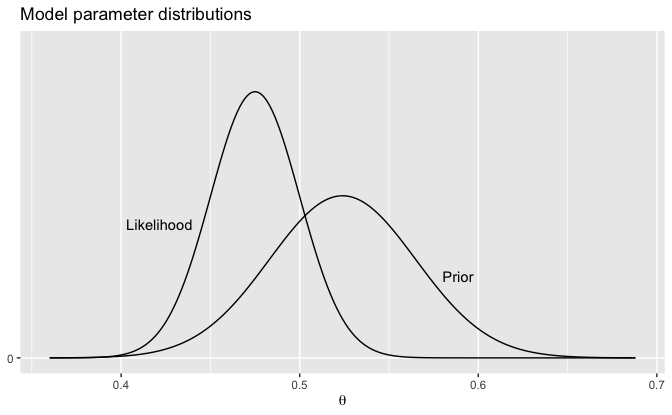 Model parameter distributions
Likelihood
Prior
0
0.4 0.5 0.6 0.7
θ